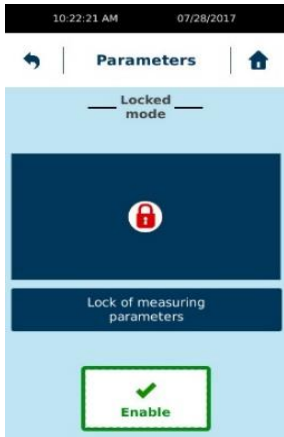 10:22:21 AM 07/28/2017
Parameters
Locked
mode
Lock of measuring
parameters
Enable